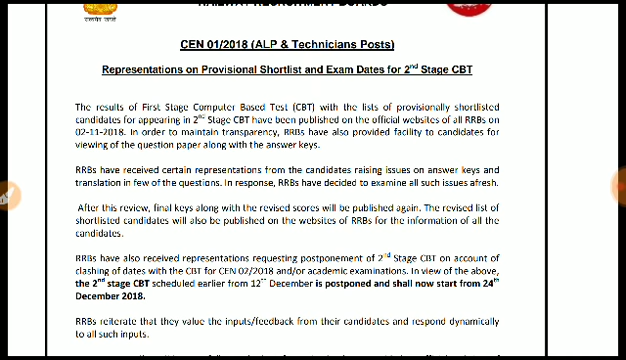 RAILWAY RECRUITMENT BOARDS
सत्यमेव जयते
CEN 01/2018 (ALP & Technicians Posts)
Representations on Provisional Shortlist and Exam Dates for 2nd Stage CBT
The results of First Stage Computer Based Test (CBT) with the lists of provisionally shortlisted
candidates for appearing in 2nd Stage CBT have been published on the official websites of all RRBs on
02-11-2018. In order to maintain transparency, RRBs have also provided facility to candidates for
viewing of the question paper along with the answer keys.
RRBs have received certain representations from the candidates raising issues on answer keys and
translation in few of the questions. In response, RRBs have decided to examine all such issues afresh.
After this review, final keys along with the revised scores will be published again. The revised list of
shortlisted candidates will also be published on the websites of RRBs for the information of all the
candidates.
RRBs have also received representations requesting postponement of 2nd Stage CBT on account of
clashing of dates with the CBT for CEN 02/2018 and/or academic examinations. In view of the above,
the 2nd stage CBT scheduled earlier from 12th December is postponed and shall now start from 24th
December 2018.
RRBs reiterate that they value the inputs/feedback from their candidates and respond dynamically
to all such inputs.